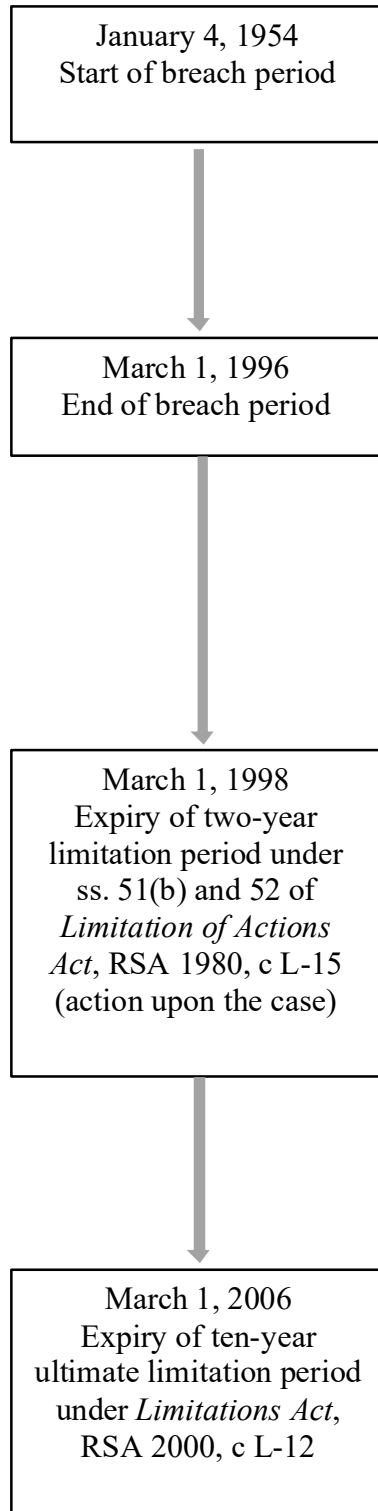 January 4, 1954
Start of breach period
March 1, 1996
End of breach period
March 1, 1998
Expiry of two-year
limitation period under
ss. 51(b) and 52 of
Limitation of Actions
Act, RSA 1980, c L-15
(action upon the case)
March 1, 2006
Expiry of ten-year
ultimate limitation period
under Limitations Act,
RSA 2000, c L-12